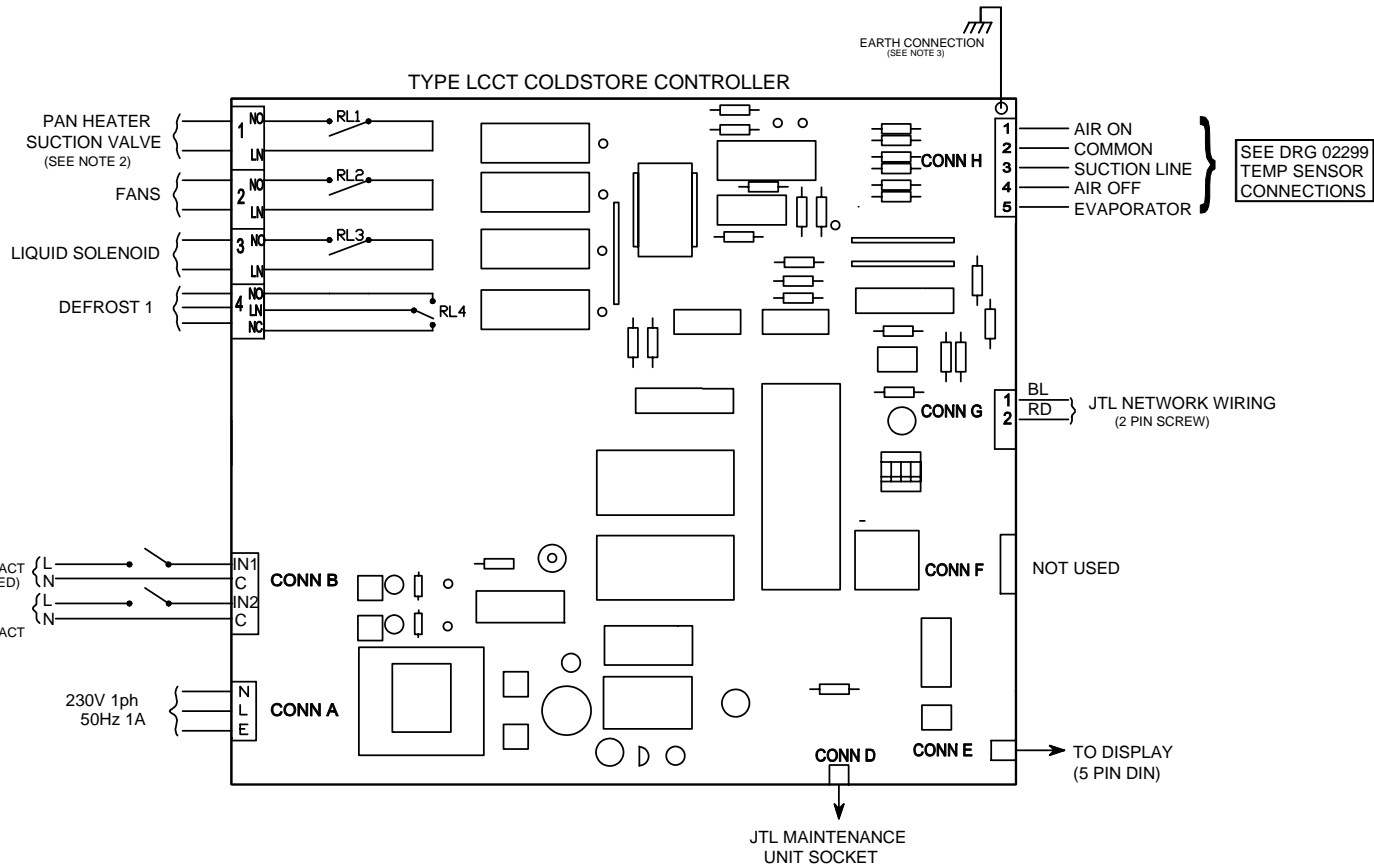 EARTH CONNECTION
(SEE NOTE 3)
TYPE LCCT COLDSTORE CONTROLLER
PAN HEATER
SUCTION VALVE
(SEE NOTE 2)
1
NO
LN
RL1
FANS
2
NO
LN
RL2
LIQUID SOLENOID
3
NO
LN
RL3
DEFROST 1
4
NO
LN
NC
RL4
CONN H
1 AIR ON
2 COMMON
3 SUCTION LINE
4 AIR OFF
5 EVAPORATOR
SEE DRG 02299
TEMP SENSOR
CONNECTIONS
CONN G
1 BL
2 RD
JTL NETWORK WIRING
(2 PIN SCREW)
ACT L IN1
ED) N C
L IN2
ACT N C
CONN B
CONN F
NOT USED
230V 1ph
50Hz 1A
N
L
E
CONN A
CONN D
CONN E
TO DISPLAY
(5 PIN DIN)
JTL MAINTENANCE
UNIT SOCKET